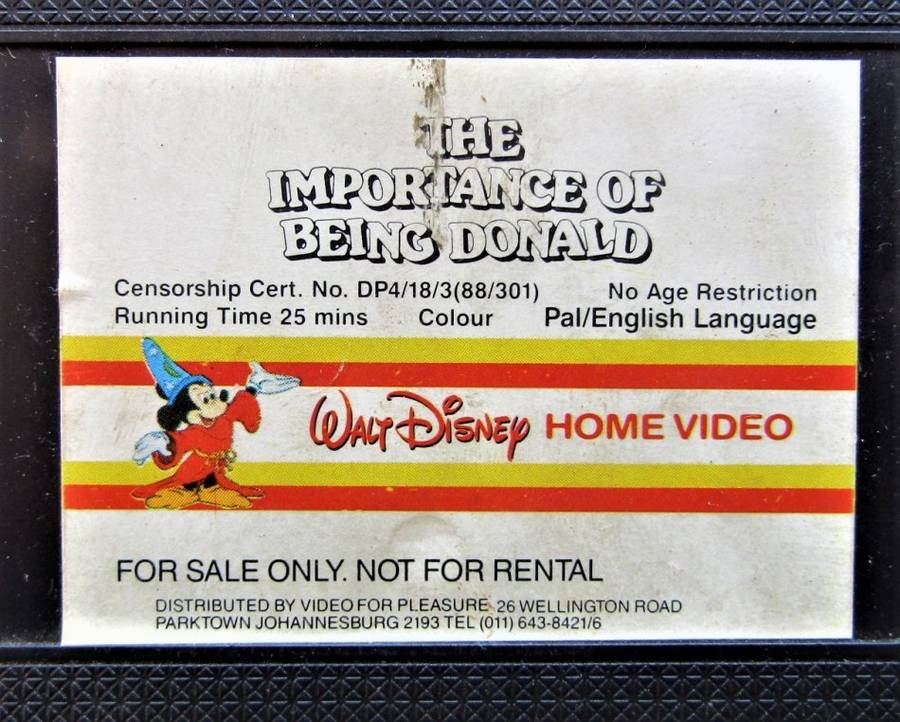 THE
IMPORTANCE OF
BEING DONALD
Censorship Cert. No. DP4/18/3(88/301) No Age Restriction
Running Time 25 mins Colour Pal/English Language
WALT DISNEY HOME VIDEO
FOR SALE ONLY. NOT FOR RENTAL
DISTRIBUTED BY VIDEO FOR PLEASURE 26 WELLINGTON ROAD
PARKTOWN JOHANNESBURG 2193 TEL (011) 643-8421/6